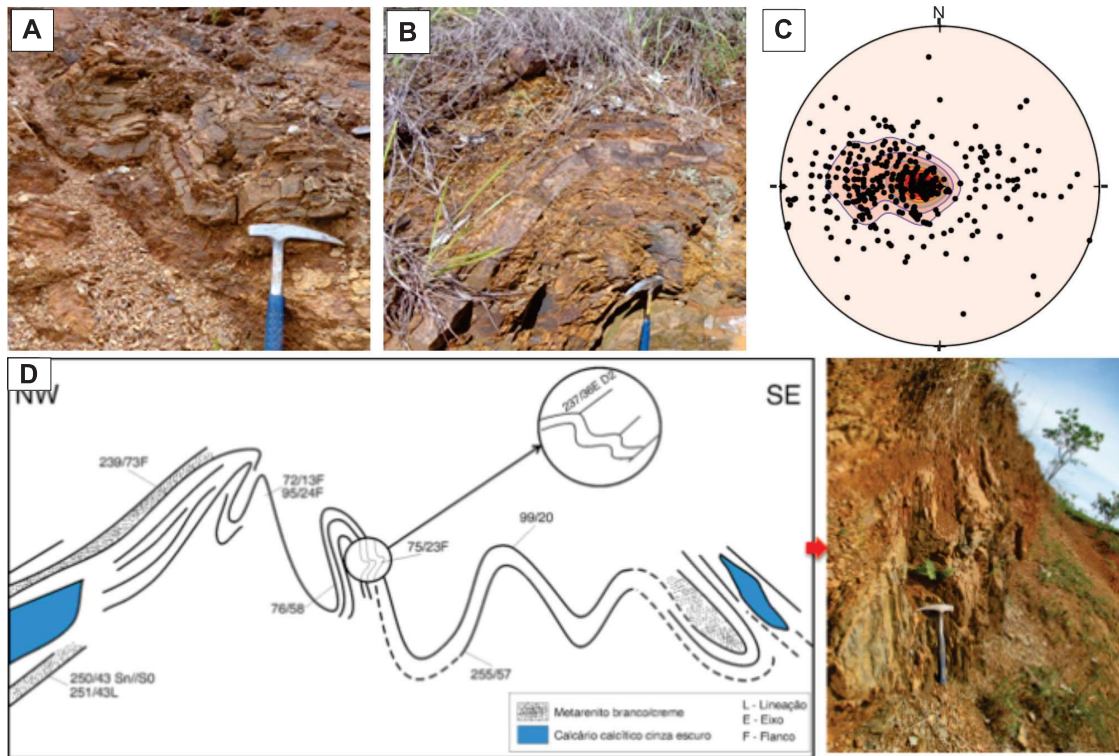 A
B
C
N
D
NW
SE
237/36E D2
239/73F
72/13F
95/24F
99/20
75/23F
76/58
255/57
250/43 Sn//S0
251/43L
Metarenito branco/creme
Calcário calcítico cinza escuro
L - Lineação
E - Eixo
F - Flanco